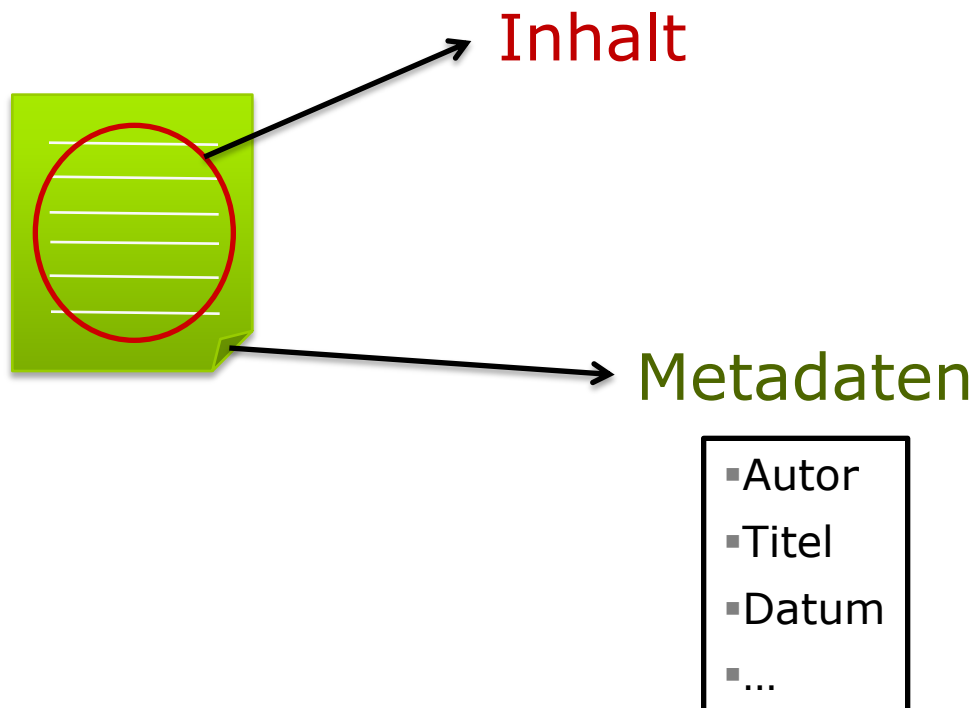 Inhalt
Metadaten
▪Autor
▪Titel
▪Datum
▪…